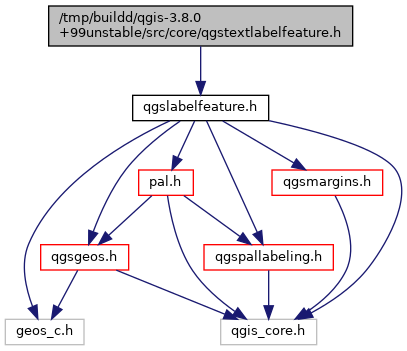 /tmp/buildd/qgis-3.8.0
+99unstable/src/core/qgstextlabelfeature.h
qgslabelfeature.h
pal.h
qgsmargins.h
qgsgeos.h
qgspallabeling.h
geos_c.h
qgis_core.h